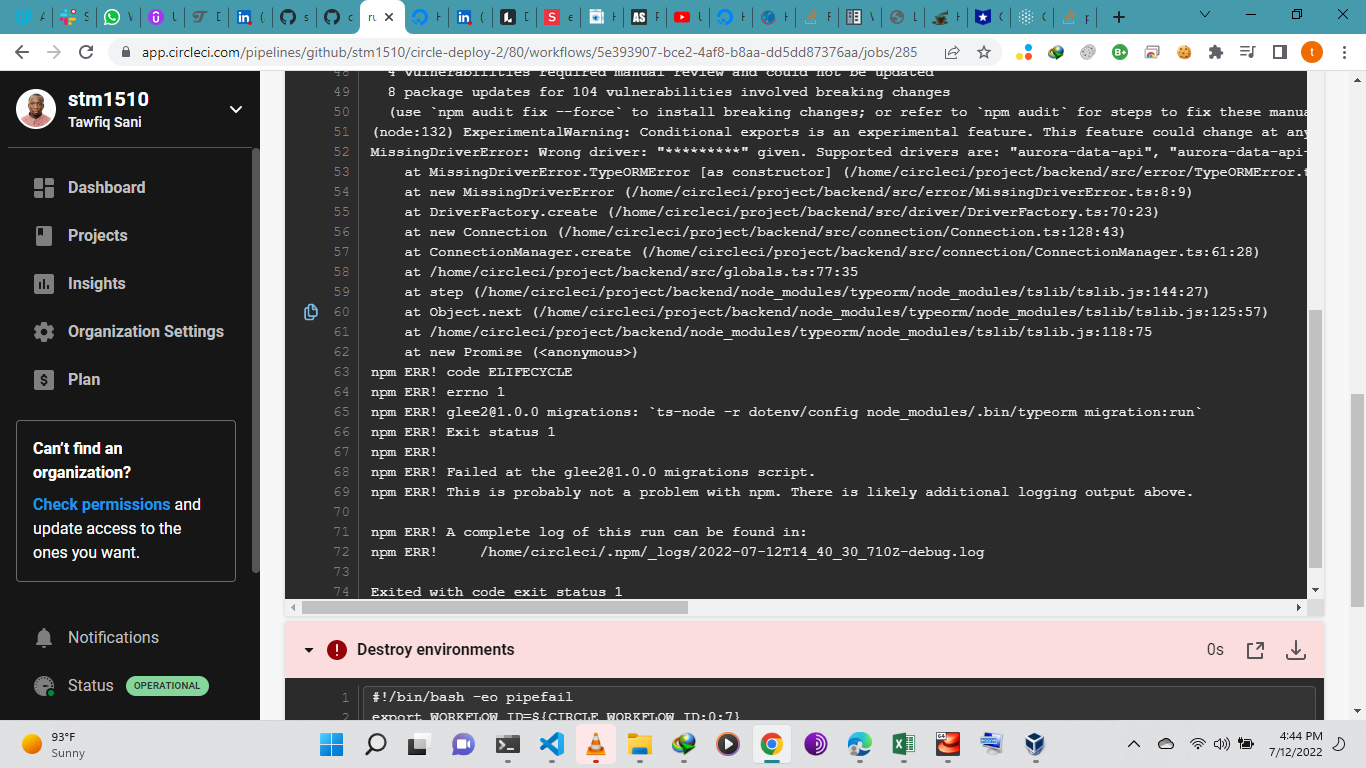 app.circleci.com/pipelines/github/stm1510/circle-deploy-2/80/workflows/5e393907-bce2-4af8-b8aa-dd5dd87376aa/jobs/285
stm1510
Tawfiq Sani
Dashboard
Projects
Insights
Organization Settings
Plan
Can't find an
organization?
Check permissions and
update access to the
ones you want.
Notifications
Status OPERATIONAL
48 4 vulnerabilities required manual review and could not be updated
49 8 package updates for 104 vulnerabilities involved breaking changes
50 (use `npm audit fix --force` to install breaking changes; or refer to `npm audit` for steps to fix these manu
51 (node:132) ExperimentalWarning: Conditional exports is an experimental feature. This feature could change at any
52 MissingDriverError: Wrong driver: "*********" given. Supported drivers are: "aurora-data-api", "aurora-data-api-
53 at MissingDriverError.TypeORMError [as constructor] (/home/circleci/project/backend/src/error/TypeORMError.t
54 at new MissingDriverError (/home/circleci/project/backend/src/error/MissingDriverError.ts:8:9)
55 at DriverFactory.create (/home/circleci/project/backend/src/driver/DriverFactory.ts:70:23)
56 at new Connection (/home/circleci/project/backend/src/connection/Connection.ts:128:43)
57 at ConnectionManager.create (/home/circleci/project/backend/src/connection/ConnectionManager.ts:61:28)
58 at /home/circleci/project/backend/src/globals.ts:77:35
59 at step (/home/circleci/project/backend/node_modules/typeorm/node_modules/tslib/tslib.js:144:27)
60 at Object.next (/home/circleci/project/backend/node_modules/typeorm/node_modules/tslib/tslib.js:125:57)
61 at /home/circleci/project/backend/node_modules/typeorm/node_modules/tslib/tslib.js:118:75
62 at new Promise (<anonymous>)
63 npm ERR! code ELIFECYCLE
64 npm ERR! errno 1
65 npm ERR! glee2@1.0.0 migrations: `ts-node -r dotenv/config node_modules/.bin/typeorm migration:run`
66 npm ERR! Exit status 1
67 npm ERR!
68 npm ERR! Failed at the glee2@1.0.0 migrations script.
69 npm ERR! This is probably not a problem with npm. There is likely additional logging output above.
70
71 npm ERR! A complete log of this run can be found in:
72 npm ERR! /home/circleci/.npm/_logs/2022-07-12T14_40_30_710Z-debug.log
73
74 Exited with code exit status 1
Destroy environments 0s
1 #!/bin/bash -eo pipefail
2 export WORKFLOW_ID=${CIRCLE_WORKFLOW_ID:0:7}
93°F
Sunny
4:44 PM
7/12/2022